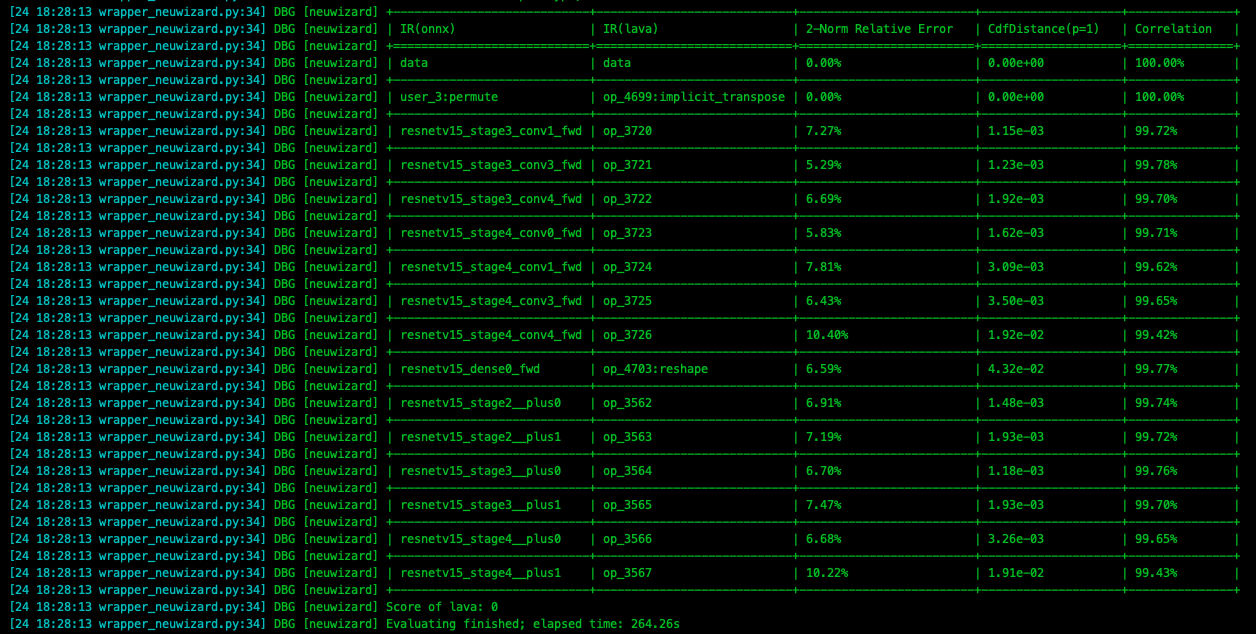 [24 18:28:13 wrapper_neuwizard.py:34] DBG [neuwizard]
[24 18:28:13 wrapper_neuwizard.py:34] DBG [neuwizard] | IR(onnx) | IR(lava) | 2-Norm Relative Error | CdfDistance(p=1) | Correlation |
[24 18:28:13 wrapper_neuwizard.py:34] DBG [neuwizard]
[24 18:28:13 wrapper_neuwizard.py:34] DBG [neuwizard] | data | data | 0.00% | 0.00e+00 | 100.00% |
[24 18:28:13 wrapper_neuwizard.py:34] DBG [neuwizard]
[24 18:28:13 wrapper_neuwizard.py:34] DBG [neuwizard] | user_3:permute | op_4699:implicit_transpose | 0.00% | 0.00e+00 | 100.00% |
[24 18:28:13 wrapper_neuwizard.py:34] DBG [neuwizard]
[24 18:28:13 wrapper_neuwizard.py:34] DBG [neuwizard] | resnetv15_stage3_conv1_fwd | op_3720 | 7.27% | 1.15e-03 | 99.72% |
[24 18:28:13 wrapper_neuwizard.py:34] DBG [neuwizard]
[24 18:28:13 wrapper_neuwizard.py:34] DBG [neuwizard] | resnetv15_stage3_conv3_fwd | op_3721 | 5.29% | 1.23e-03 | 99.78% |
[24 18:28:13 wrapper_neuwizard.py:34] DBG [neuwizard]
[24 18:28:13 wrapper_neuwizard.py:34] DBG [neuwizard] | resnetv15_stage3_conv4_fwd | op_3722 | 6.69% | 1.92e-03 | 99.70% |
[24 18:28:13 wrapper_neuwizard.py:34] DBG [neuwizard]
[24 18:28:13 wrapper_neuwizard.py:34] DBG [neuwizard] | resnetv15_stage4_conv0_fwd | op_3723 | 5.83% | 1.62e-03 | 99.71% |
[24 18:28:13 wrapper_neuwizard.py:34] DBG [neuwizard]
[24 18:28:13 wrapper_neuwizard.py:34] DBG [neuwizard] | resnetv15_stage4_conv1_fwd | op_3724 | 7.81% | 3.09e-03 | 99.62% |
[24 18:28:13 wrapper_neuwizard.py:34] DBG [neuwizard]
[24 18:28:13 wrapper_neuwizard.py:34] DBG [neuwizard] | resnetv15_stage4_conv3_fwd | op_3725 | 6.43% | 3.50e-03 | 99.65% |
[24 18:28:13 wrapper_neuwizard.py:34] DBG [neuwizard]
[24 18:28:13 wrapper_neuwizard.py:34] DBG [neuwizard] | resnetv15_stage4_conv4_fwd | op_3726 | 10.40% | 1.92e-02 | 99.42% |
[24 18:28:13 wrapper_neuwizard.py:34] DBG [neuwizard]
[24 18:28:13 wrapper_neuwizard.py:34] DBG [neuwizard] | resnetv15_dense0_fwd | op_4703:reshape | 6.59% | 4.32e-02 | 99.77% |
[24 18:28:13 wrapper_neuwizard.py:34] DBG [neuwizard]
[24 18:28:13 wrapper_neuwizard.py:34] DBG [neuwizard] | resnetv15_stage2__plus0 | op_3562 | 6.91% | 1.48e-03 | 99.74% |
[24 18:28:13 wrapper_neuwizard.py:34] DBG [neuwizard]
[24 18:28:13 wrapper_neuwizard.py:34] DBG [neuwizard] | resnetv15_stage2__plus1 | op_3563 | 7.19% | 1.93e-03 | 99.72% |
[24 18:28:13 wrapper_neuwizard.py:34] DBG [neuwizard]
[24 18:28:13 wrapper_neuwizard.py:34] DBG [neuwizard] | resnetv15_stage3__plus0 | op_3564 | 6.70% | 1.18e-03 | 99.76% |
[24 18:28:13 wrapper_neuwizard.py:34] DBG [neuwizard]
[24 18:28:13 wrapper_neuwizard.py:34] DBG [neuwizard] | resnetv15_stage3__plus1 | op_3565 | 7.47% | 1.93e-03 | 99.70% |
[24 18:28:13 wrapper_neuwizard.py:34] DBG [neuwizard]
[24 18:28:13 wrapper_neuwizard.py:34] DBG [neuwizard] | resnetv15_stage4__plus0 | op_3566 | 6.68% | 3.26e-03 | 99.65% |
[24 18:28:13 wrapper_neuwizard.py:34] DBG [neuwizard]
[24 18:28:13 wrapper_neuwizard.py:34] DBG [neuwizard] | resnetv15_stage4__plus1 | op_3567 | 10.22% | 1.91e-02 | 99.43% |
[24 18:28:13 wrapper_neuwizard.py:34] DBG [neuwizard]
[24 18:28:13 wrapper_neuwizard.py:34] DBG [neuwizard] Score of lava: 0
[24 18:28:13 wrapper_neuwizard.py:34] DBG [neuwizard] Evaluating finished; elapsed time: 264.26s